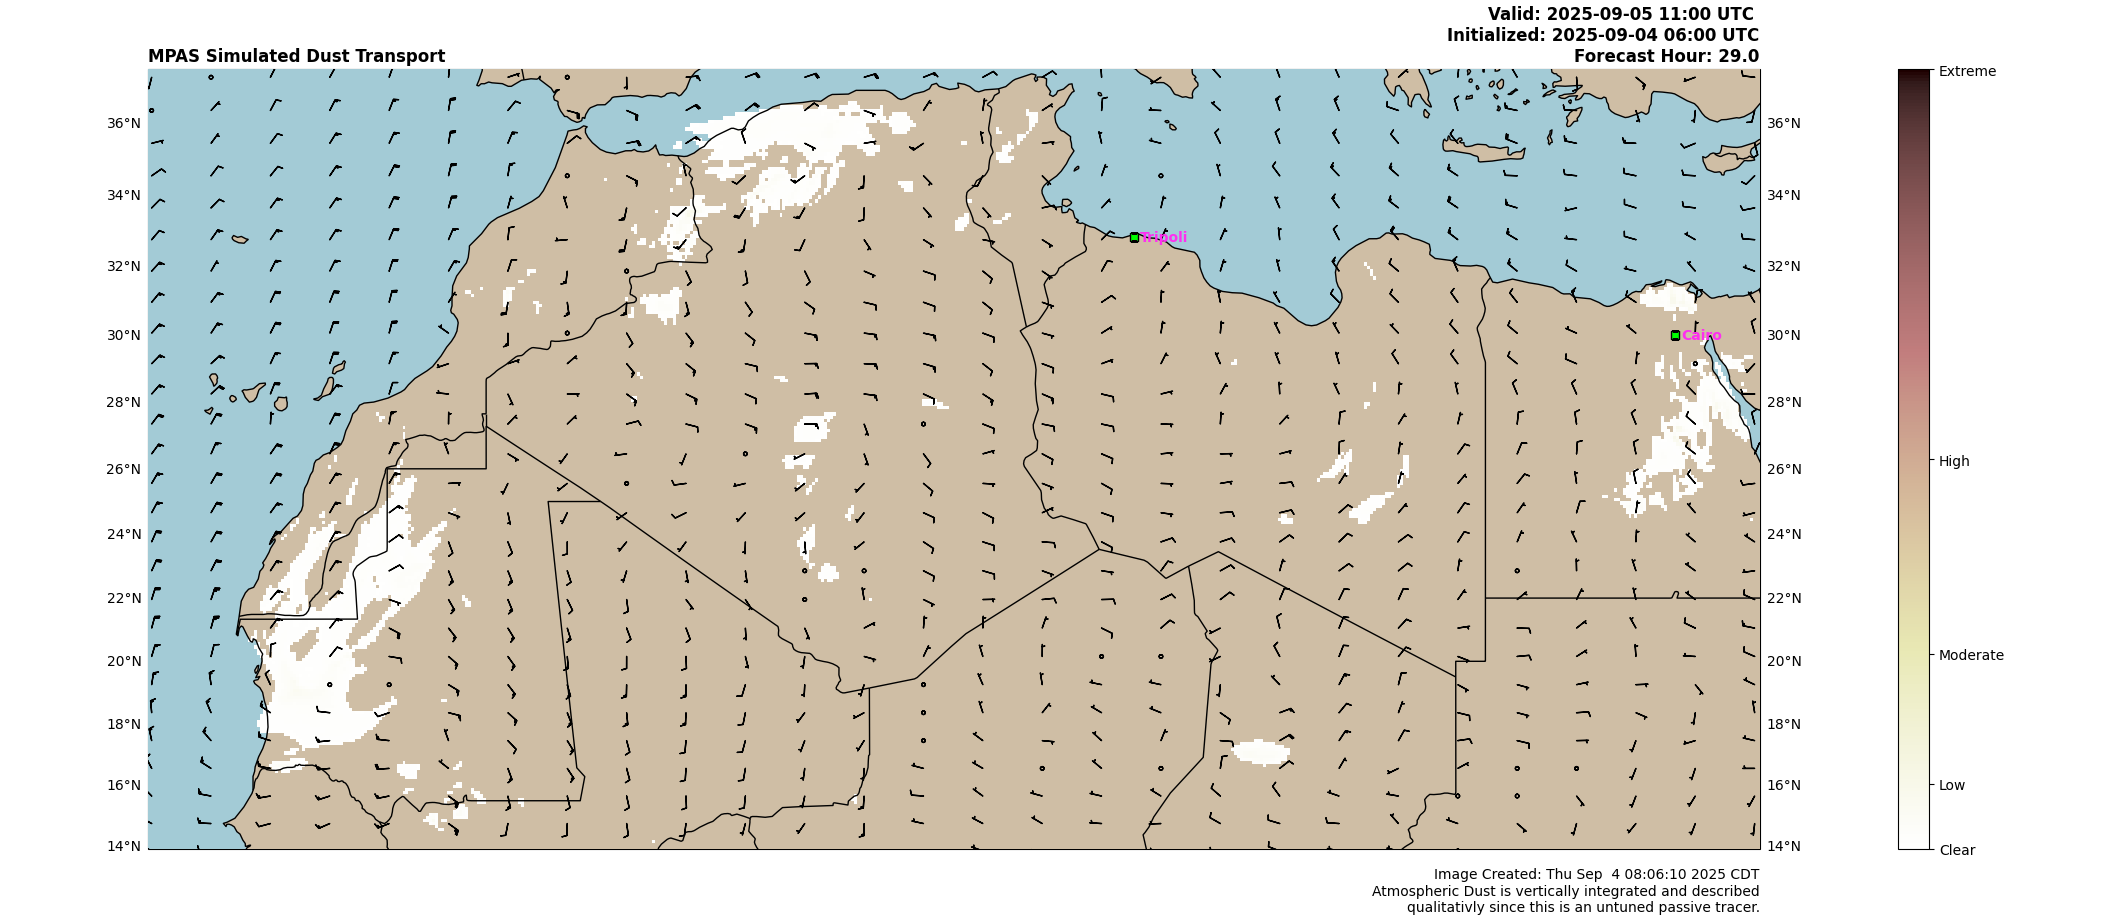 Valid: 2025-09-05 11:00 UTC
Initialized: 2025-09-04 06:00 UTC
MPAS Simulated Dust Transport
Forecast Hour: 29.0
36°N
34°N
32°N
30°N
28°N
26°N
24°N
22°N
20°N
18°N
16°N
14°N
Tripoli
Cairo
36°N
34°N
32°N
30°N
28°N
26°N
24°N
22°N
20°N
18°N
16°N
14°N
Extreme
High
Moderate
Low
Clear
Image Created: Thu Sep  4 08:06:10 2025 CDT
Atmospheric Dust is vertically integrated and described
qualitativly since this is an untuned passive tracer.